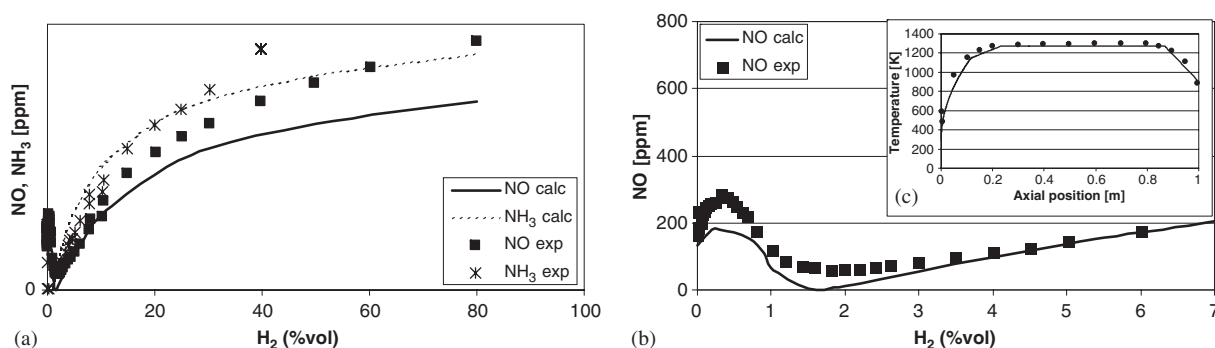 NO, NH3 [ppm]
0
0
20
40
60
80
100
H2 (%vol)
NO calc
NH3 calc
NO exp
NH3 exp
(a)
NO [ppm]
800
600
400
200
0
0
1
2
3
4
5
6
7
H2 (%vol)
NO calc
NO exp
(b)
Temperature [K]
1400
1200
1000
800
600
400
200
0
0
0.2
0.4
0.6
0.8
1
Axial position [m]
(c)